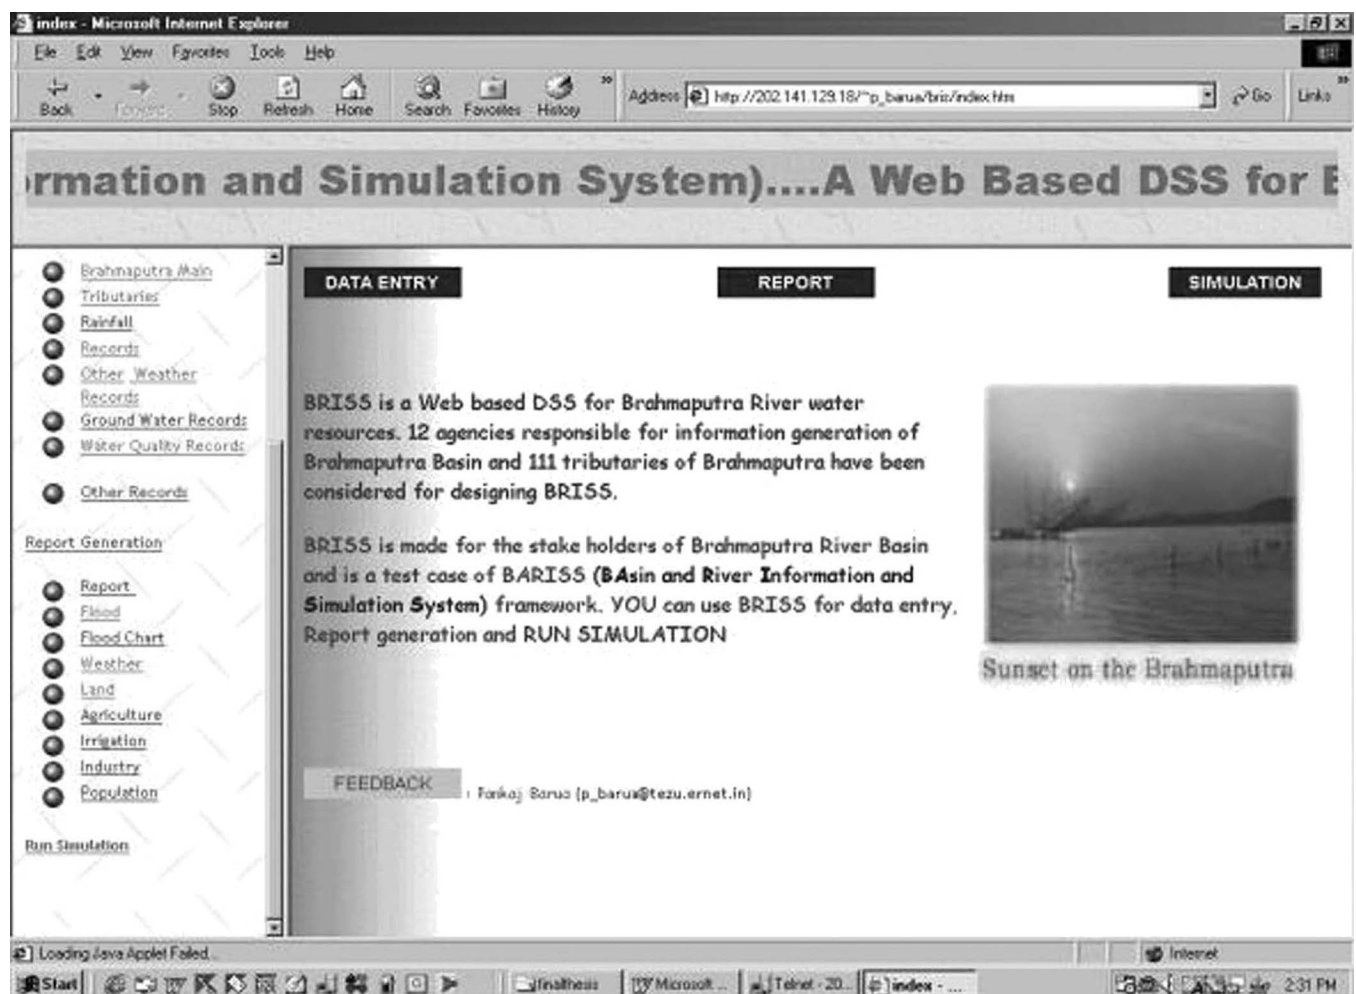 index - Microsoft Internet Explorer
File Edit View Favorites Tools Help
Back Forward Stop Refresh Home Search Favorites History Address http://202.141.129.18/~p_barua/bris/index.htm Go Links
rmation and Simulation System)....A Web Based DSS for
Brahmaputra Main
Tributaries
Rainfall
Records
Other Weather
Records
Ground Water Records
Water Quality Records
Other Records
Report Generation
Report
Flood
Flood Chart
Weather
Land
Agriculture
Irrigation
Industry
Population
Run Simulation
DATA ENTRY REPORT SIMULATION
BRISS is a Web based DSS for Brahmaputra River water
resources. 12 agencies responsible for information generation of
Brahmaputra Basin and 111 tributaries of Brahmaputra have been
considered for designing BRISS.
BRISS is made for the stake holders of Brahmaputra River Basin
and is a test case of BARISS (BAsin and River Information and
Simulation System) framework. YOU can use BRISS for data entry,
Report generation and RUN SIMULATION
Sunset on the Brahmaputra
FEEDBACK : Pankaj Barua (p_barua@tezu.ernet.in)
Loading Java Applet Failed... Internet
Start finalthesis Microsoft ... Telnet - 20... index - ... 2:31 PM